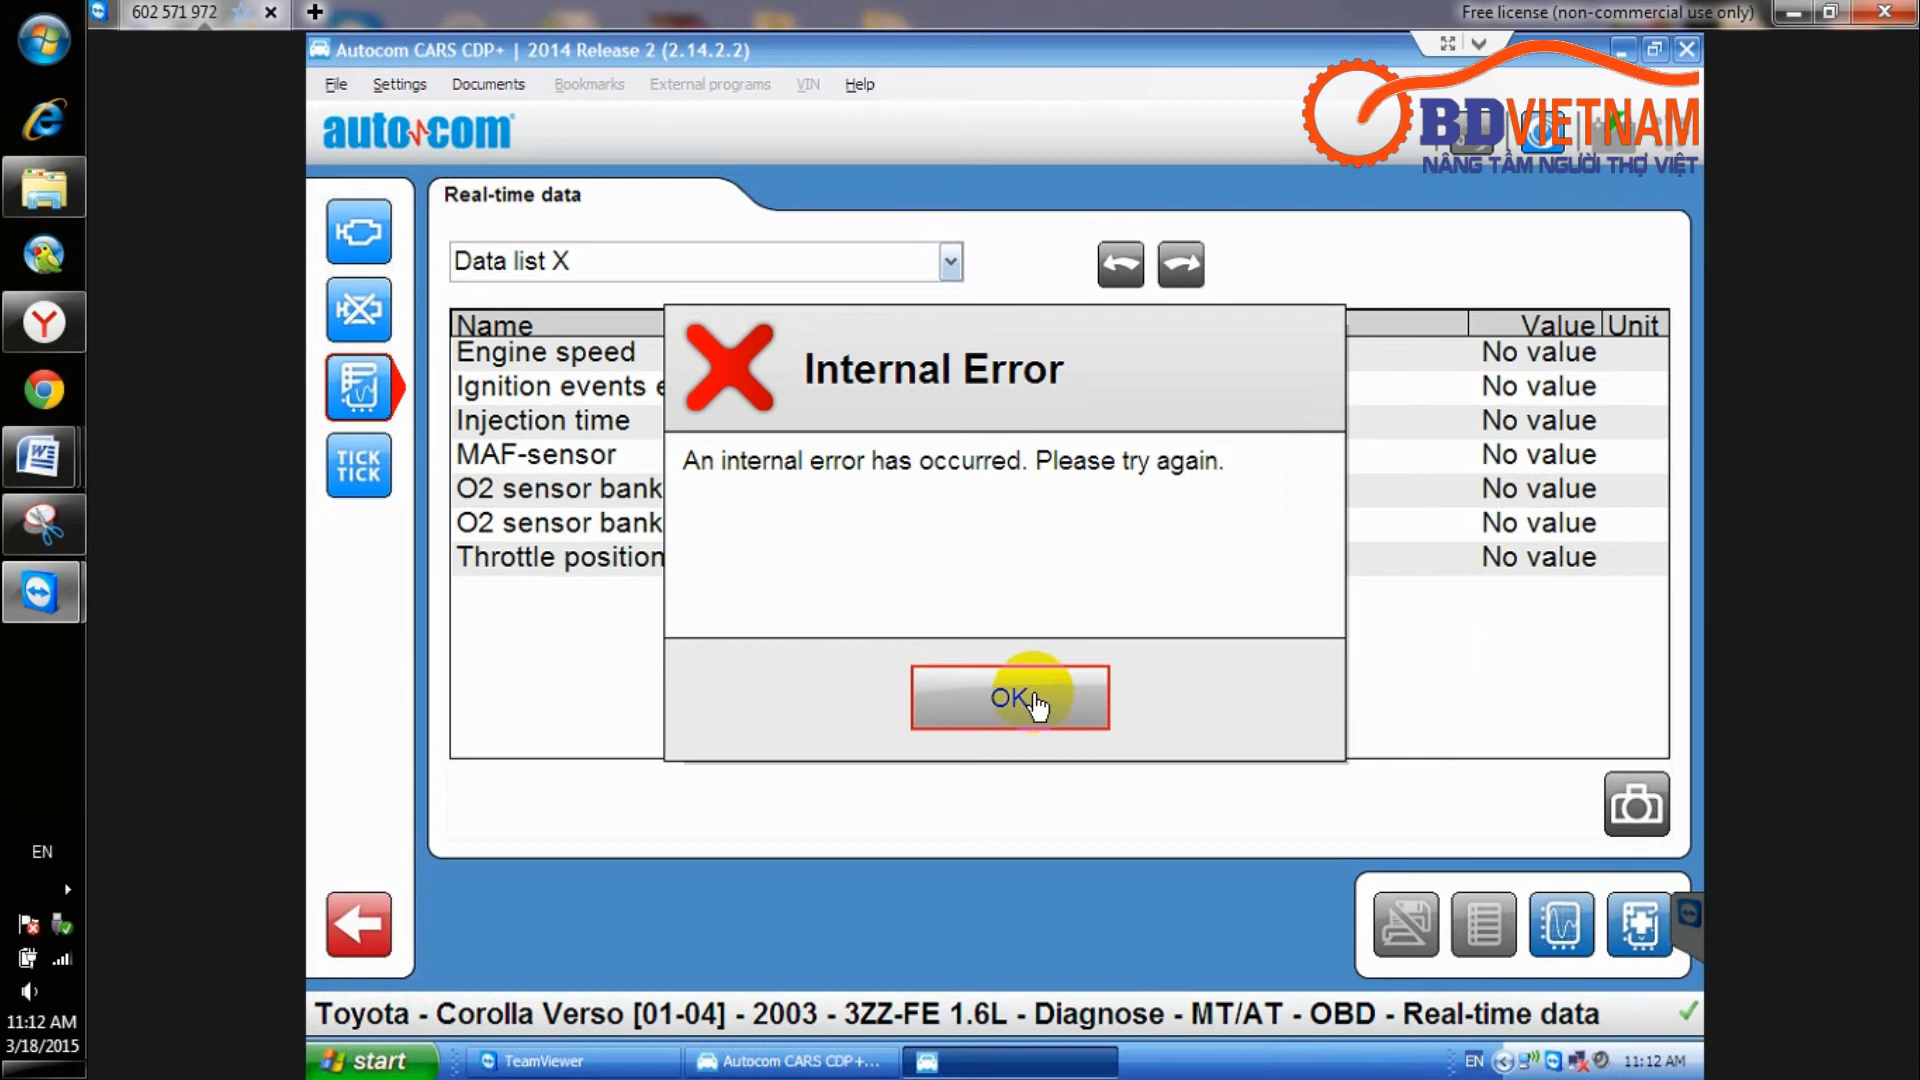 602 571 972
Free license (non-commercial use only)
Autocom CARS CDP+ | 2014 Release 2 (2.14.2.2)
File Settings Documents Bookmarks External programs VIN Help
auto com
BDVIETNAM
NÂNG TẦM NGƯỜI THỢ VIỆT
Real-time data
Data list X
Name Value Unit
Engine speed No value
Ignition events No value
Injection time No value
MAF-sensor No value
O2 sensor bank No value
O2 sensor bank No value
Throttle position No value
Internal Error
An internal error has occurred. Please try again.
OK
TICK
TICK
EN
11:12 AM
3/18/2015
Toyota - Corolla Verso [01-04] - 2003 - 3ZZ-FE 1.6L - Diagnose - MT/AT - OBD - Real-time data
start TeamViewer Autocom CARS CDP+... EN 11:12 AM